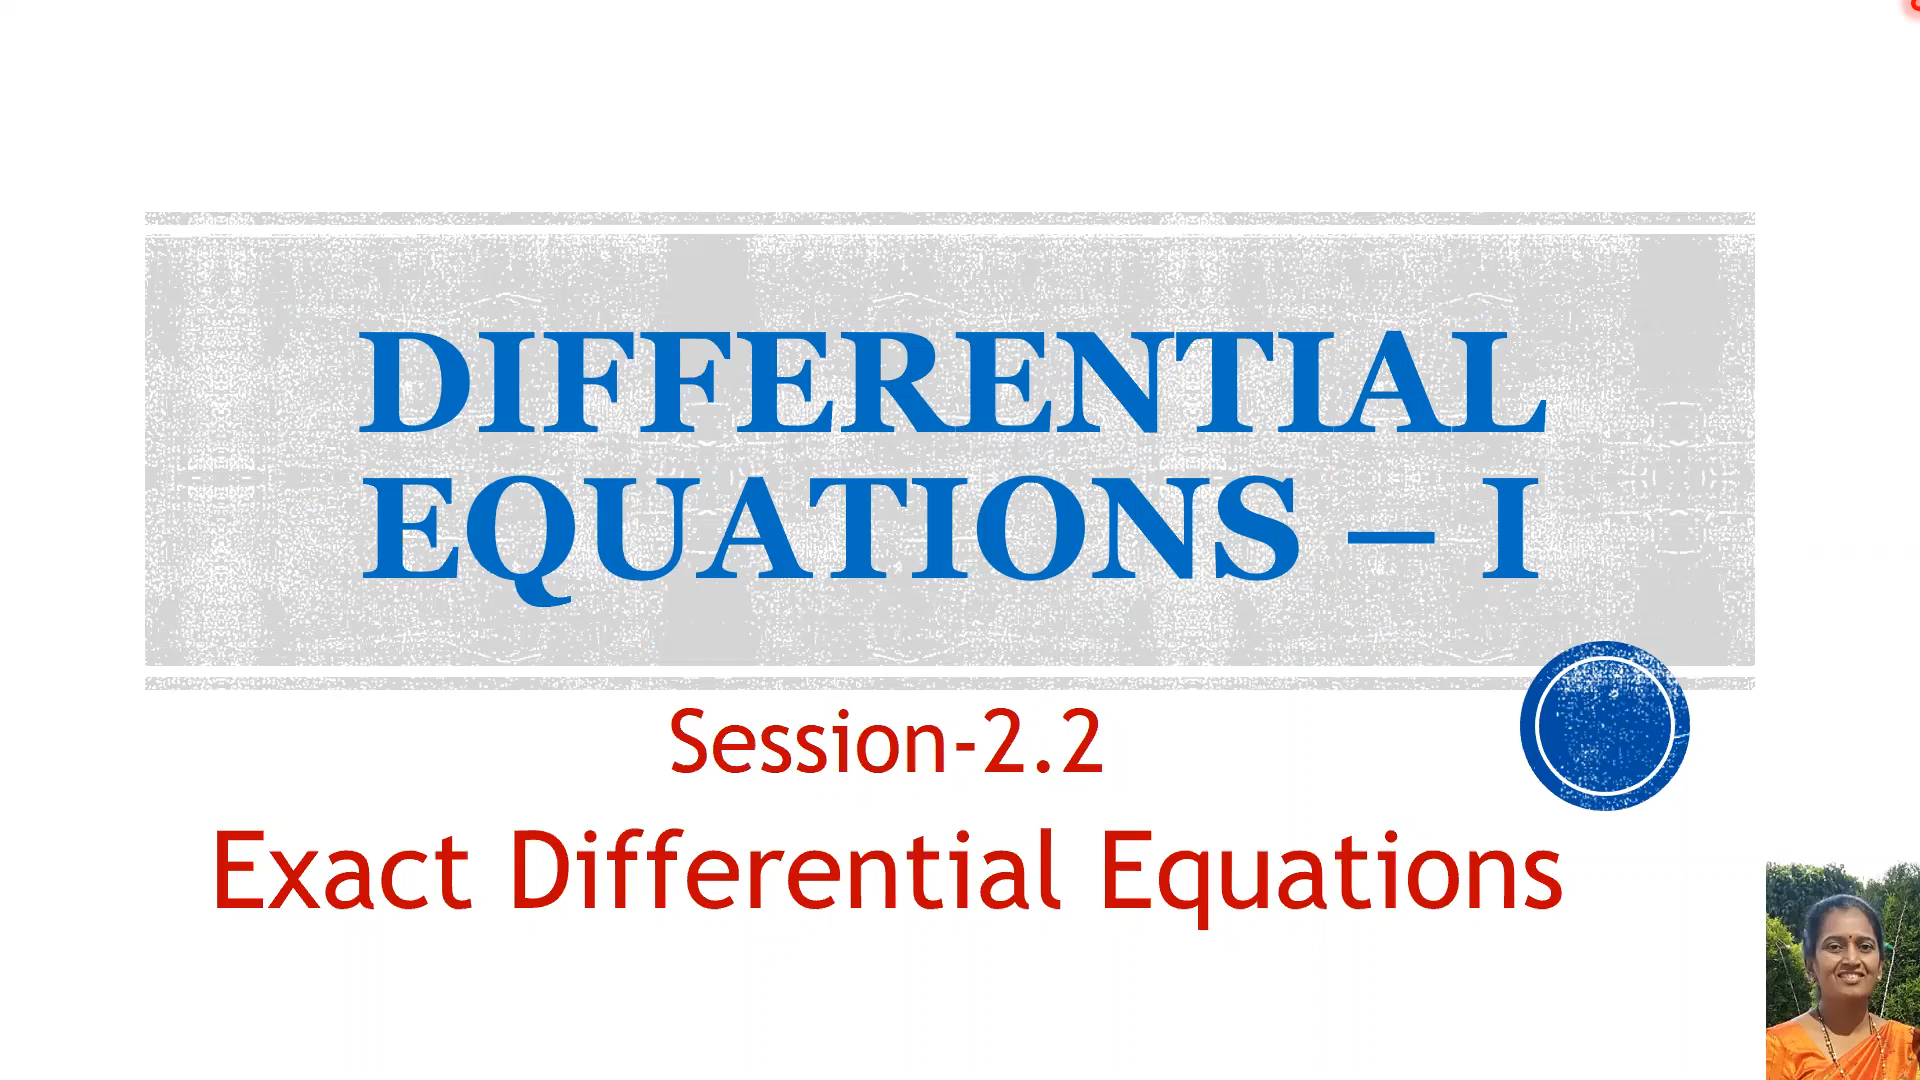 DIFFERENTIAL
EQUATIONS – I
Session-2.2
Exact Differential Equations